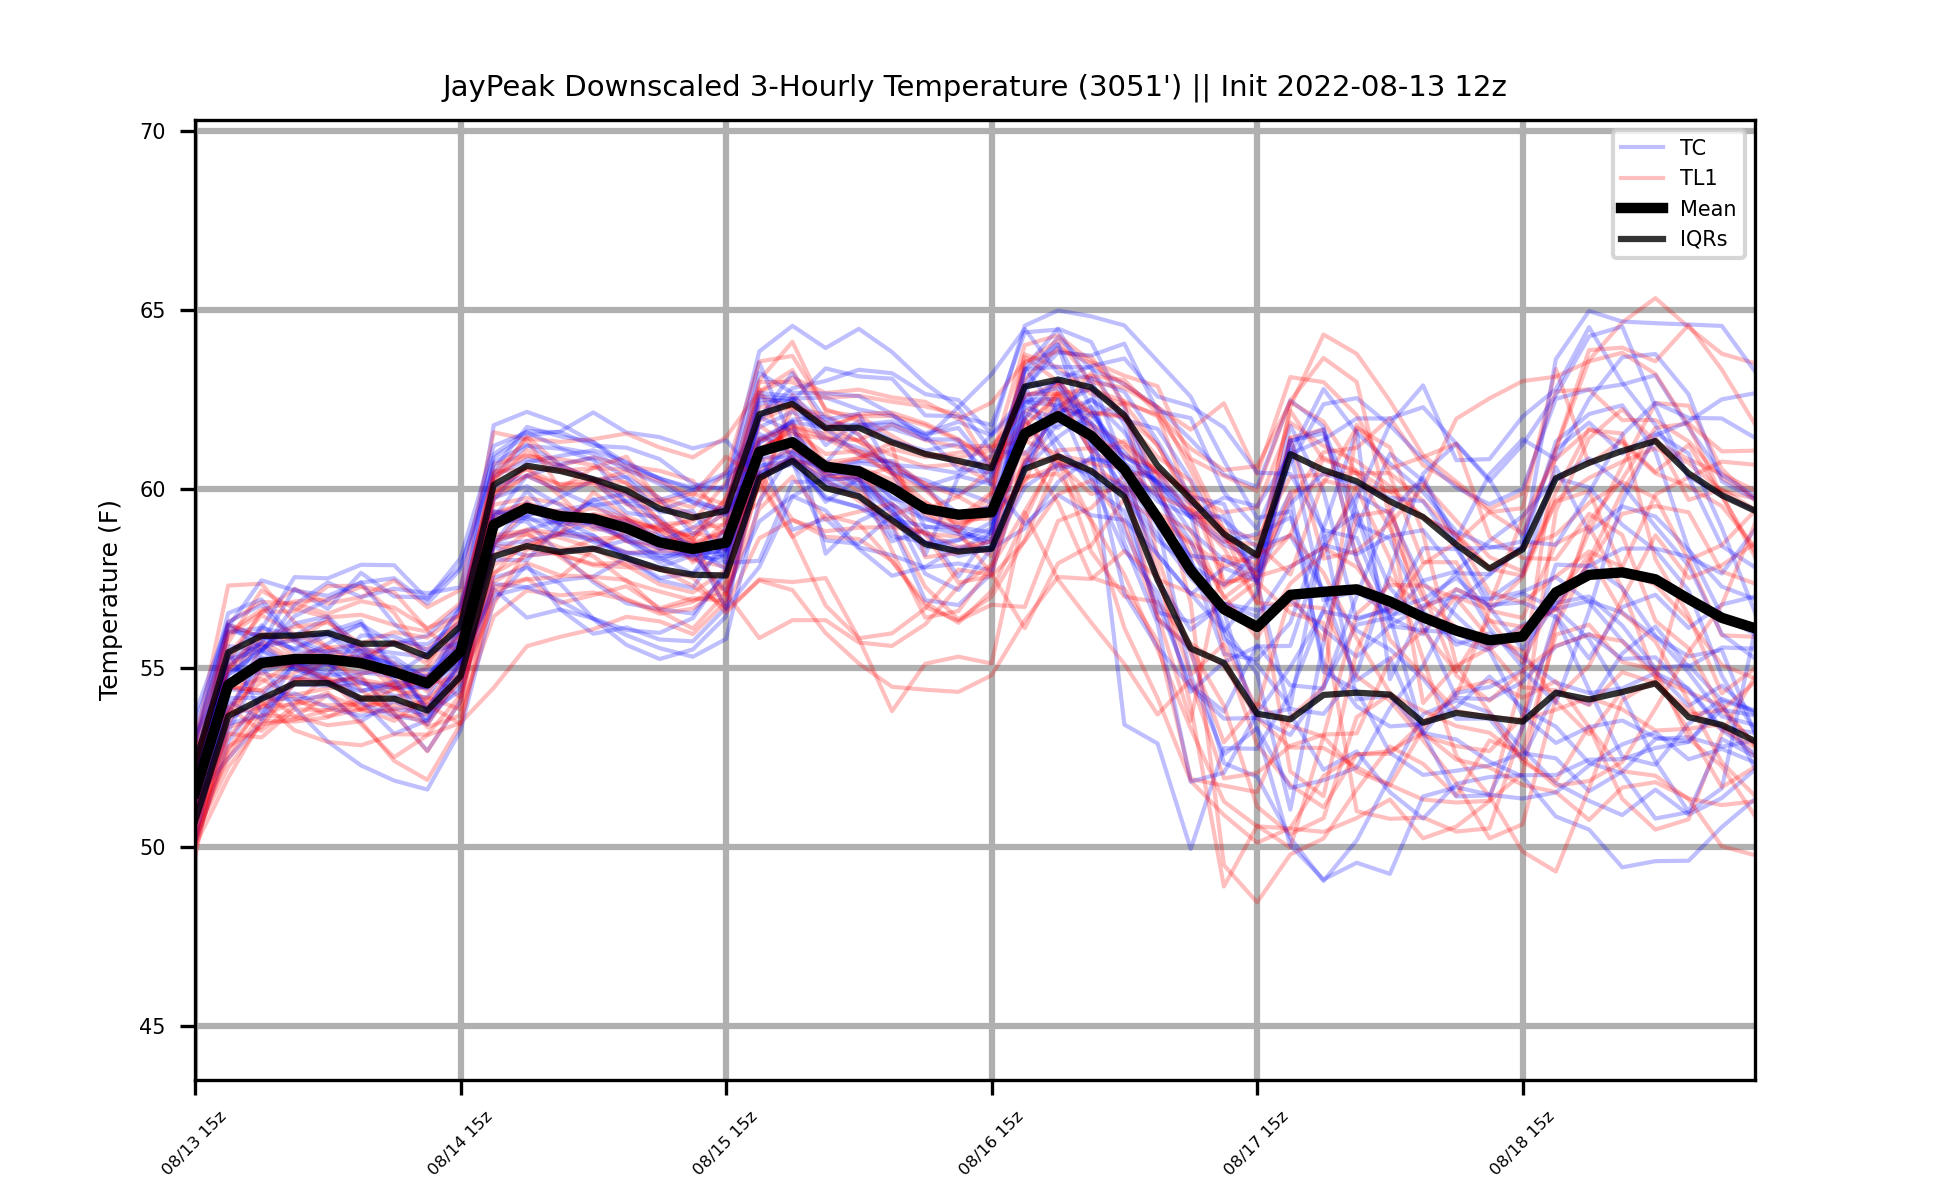 JayPeak Downscaled 3-Hourly Temperature (3051') || Init 2022-08-13 12z
TC
TL1
Mean
IQRs
Temperature (F)
70
65
60
55
50
45
08/13 15z
08/14 15z
08/15 15z
08/16 15z
08/17 15z
08/18 15z